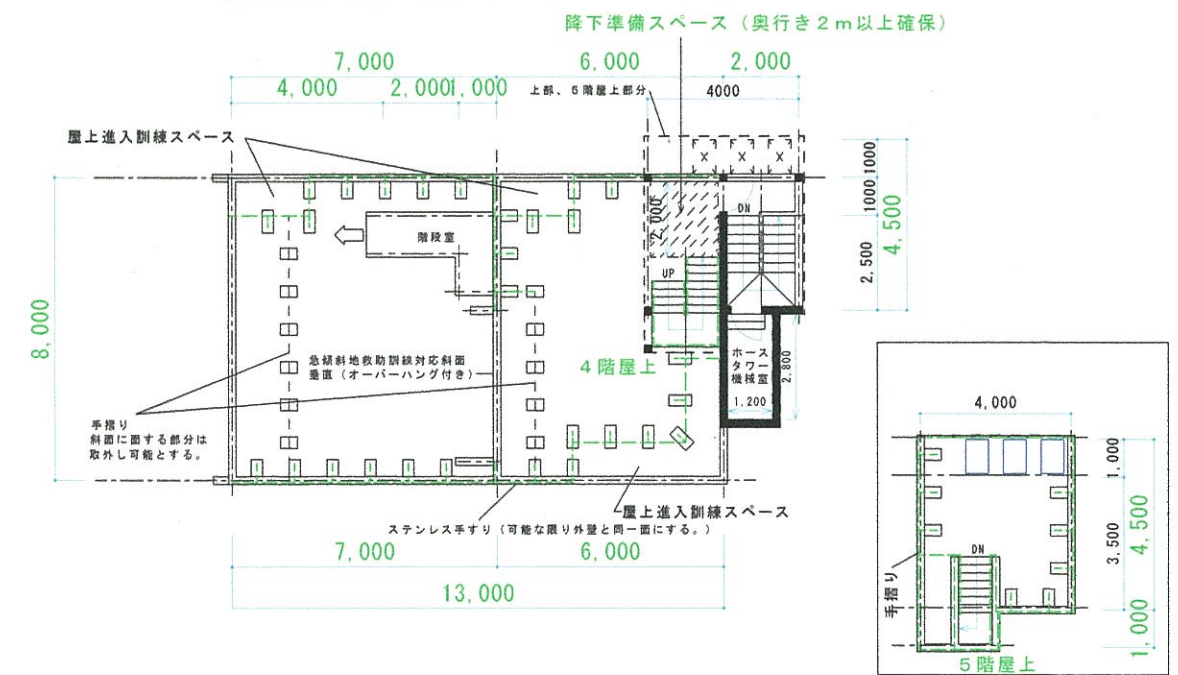 降下準備スペース（奥行き２ｍ以上確保）
7,000
6,000
2,000
4,000
2,000
1,000
上部、５階屋上部分
4000
屋上進入訓練スペース
1000
1000
4,500
2,500
DN
2,000
階段室
UP
8,000
急傾斜地救助訓練対応斜面
垂直（オーバーハング付き）
４階屋上
ホース
タワー
機械室
2,800
1,200
手摺り
斜面に面する部分は
取外し可能とする。
屋上進入訓練スペース
ステンレス手すり（可能な限り外壁と同一面にする。）
7,000
6,000
13,000
4,000
1,000
3,500
4,500
DN
手摺り
1,000
５階屋上